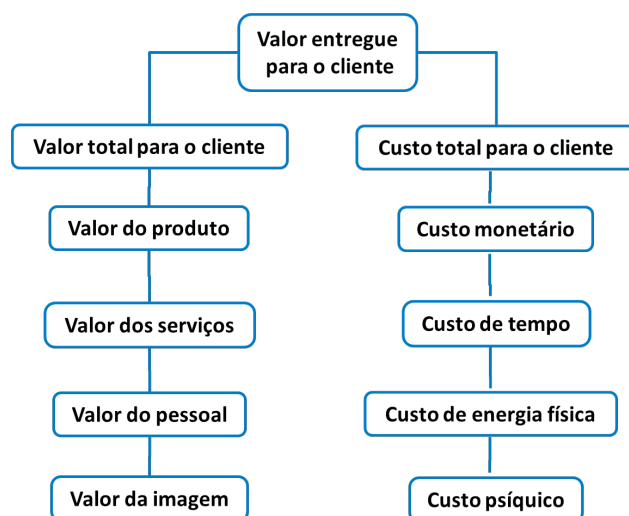 Valor entregue
para o cliente
Valor total para o cliente
Custo total para o cliente
Valor do produto
Custo monetário
Valor dos serviços
Custo de tempo
Valor do pessoal
Custo de energia física
Valor da imagem
Custo psíquico